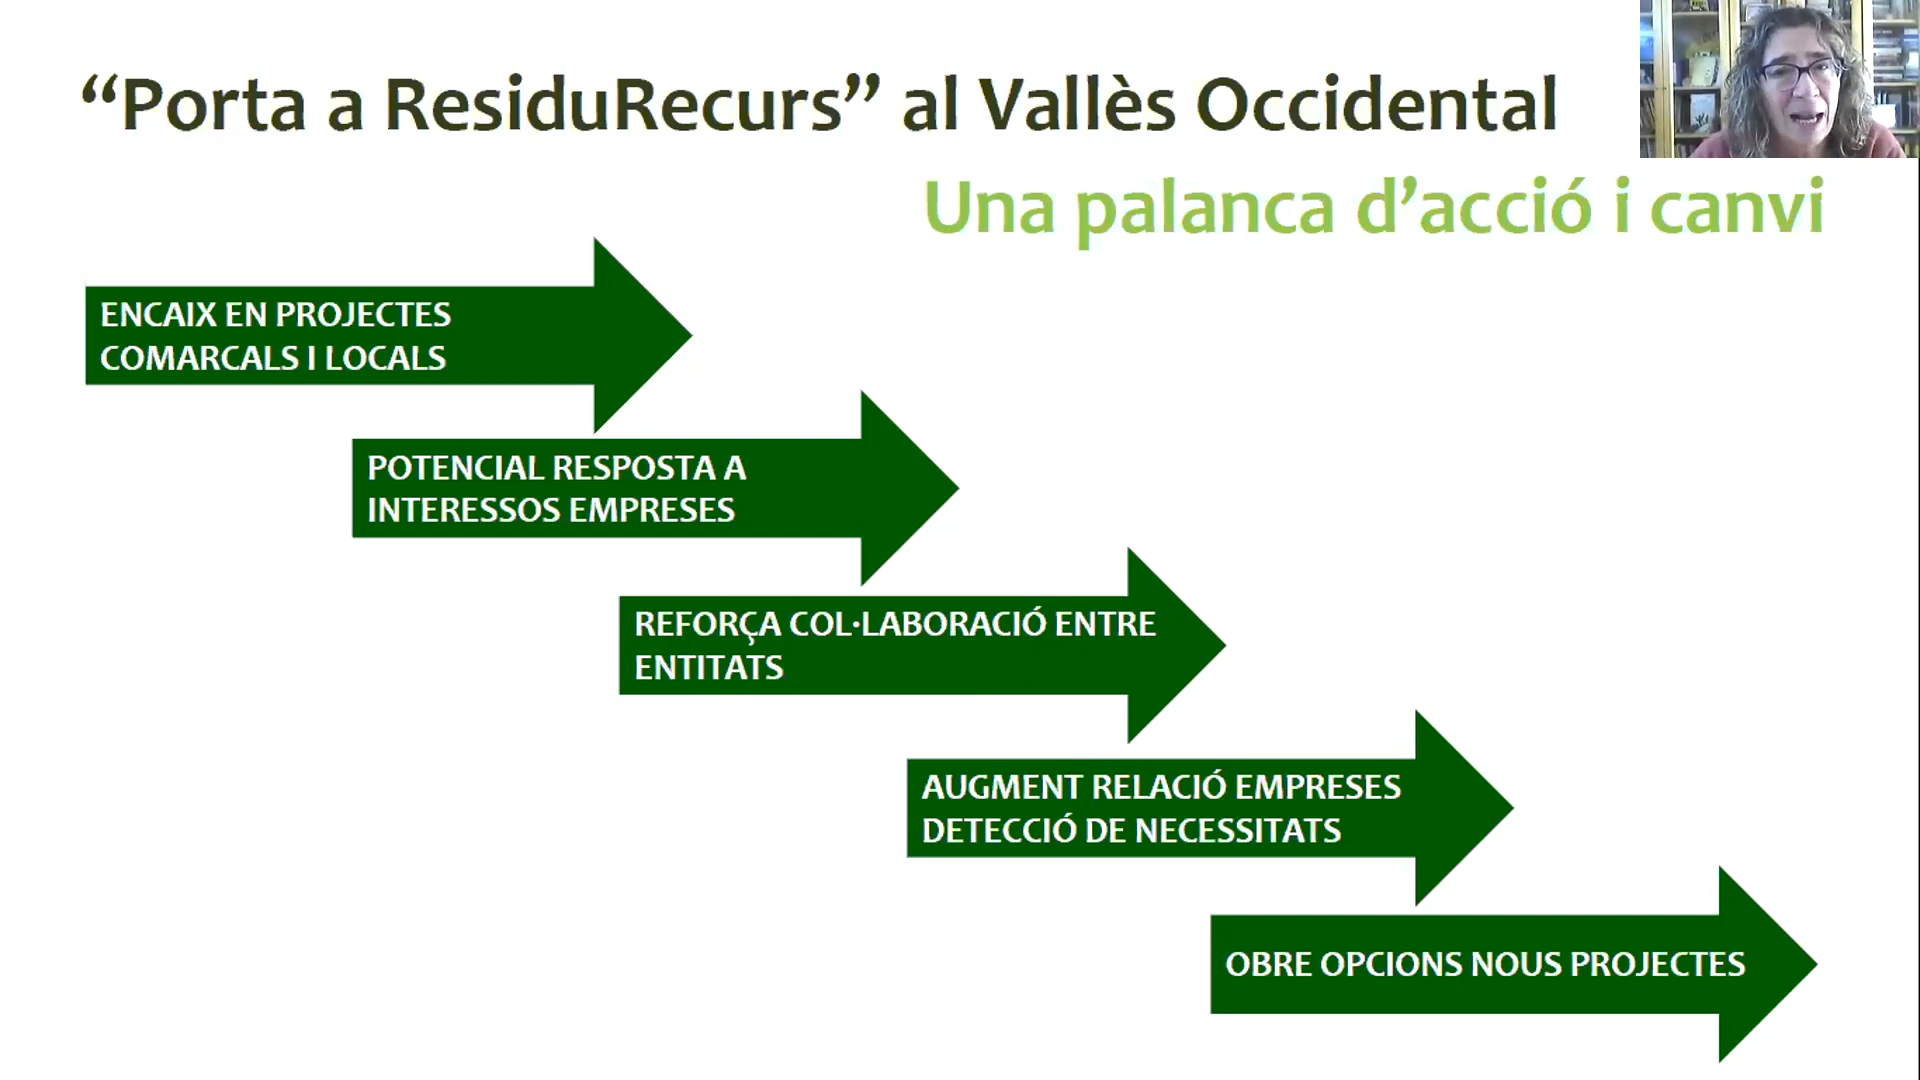 “Porta a ResiduRecurs” al Vallès Occidental
Una palanca d’acció i canvi
ENCAIX EN PROJECTES
COMARCALS I LOCALS
POTENCIAL RESPOSTA A
INTERESSOS EMPRESES
REFORÇA COL·LABORACIÓ ENTRE
ENTITATS
AUGMENT RELACIÓ EMPRESES
DETECCIÓ DE NECESSITATS
OBRE OPCIONS NOUS PROJECTES